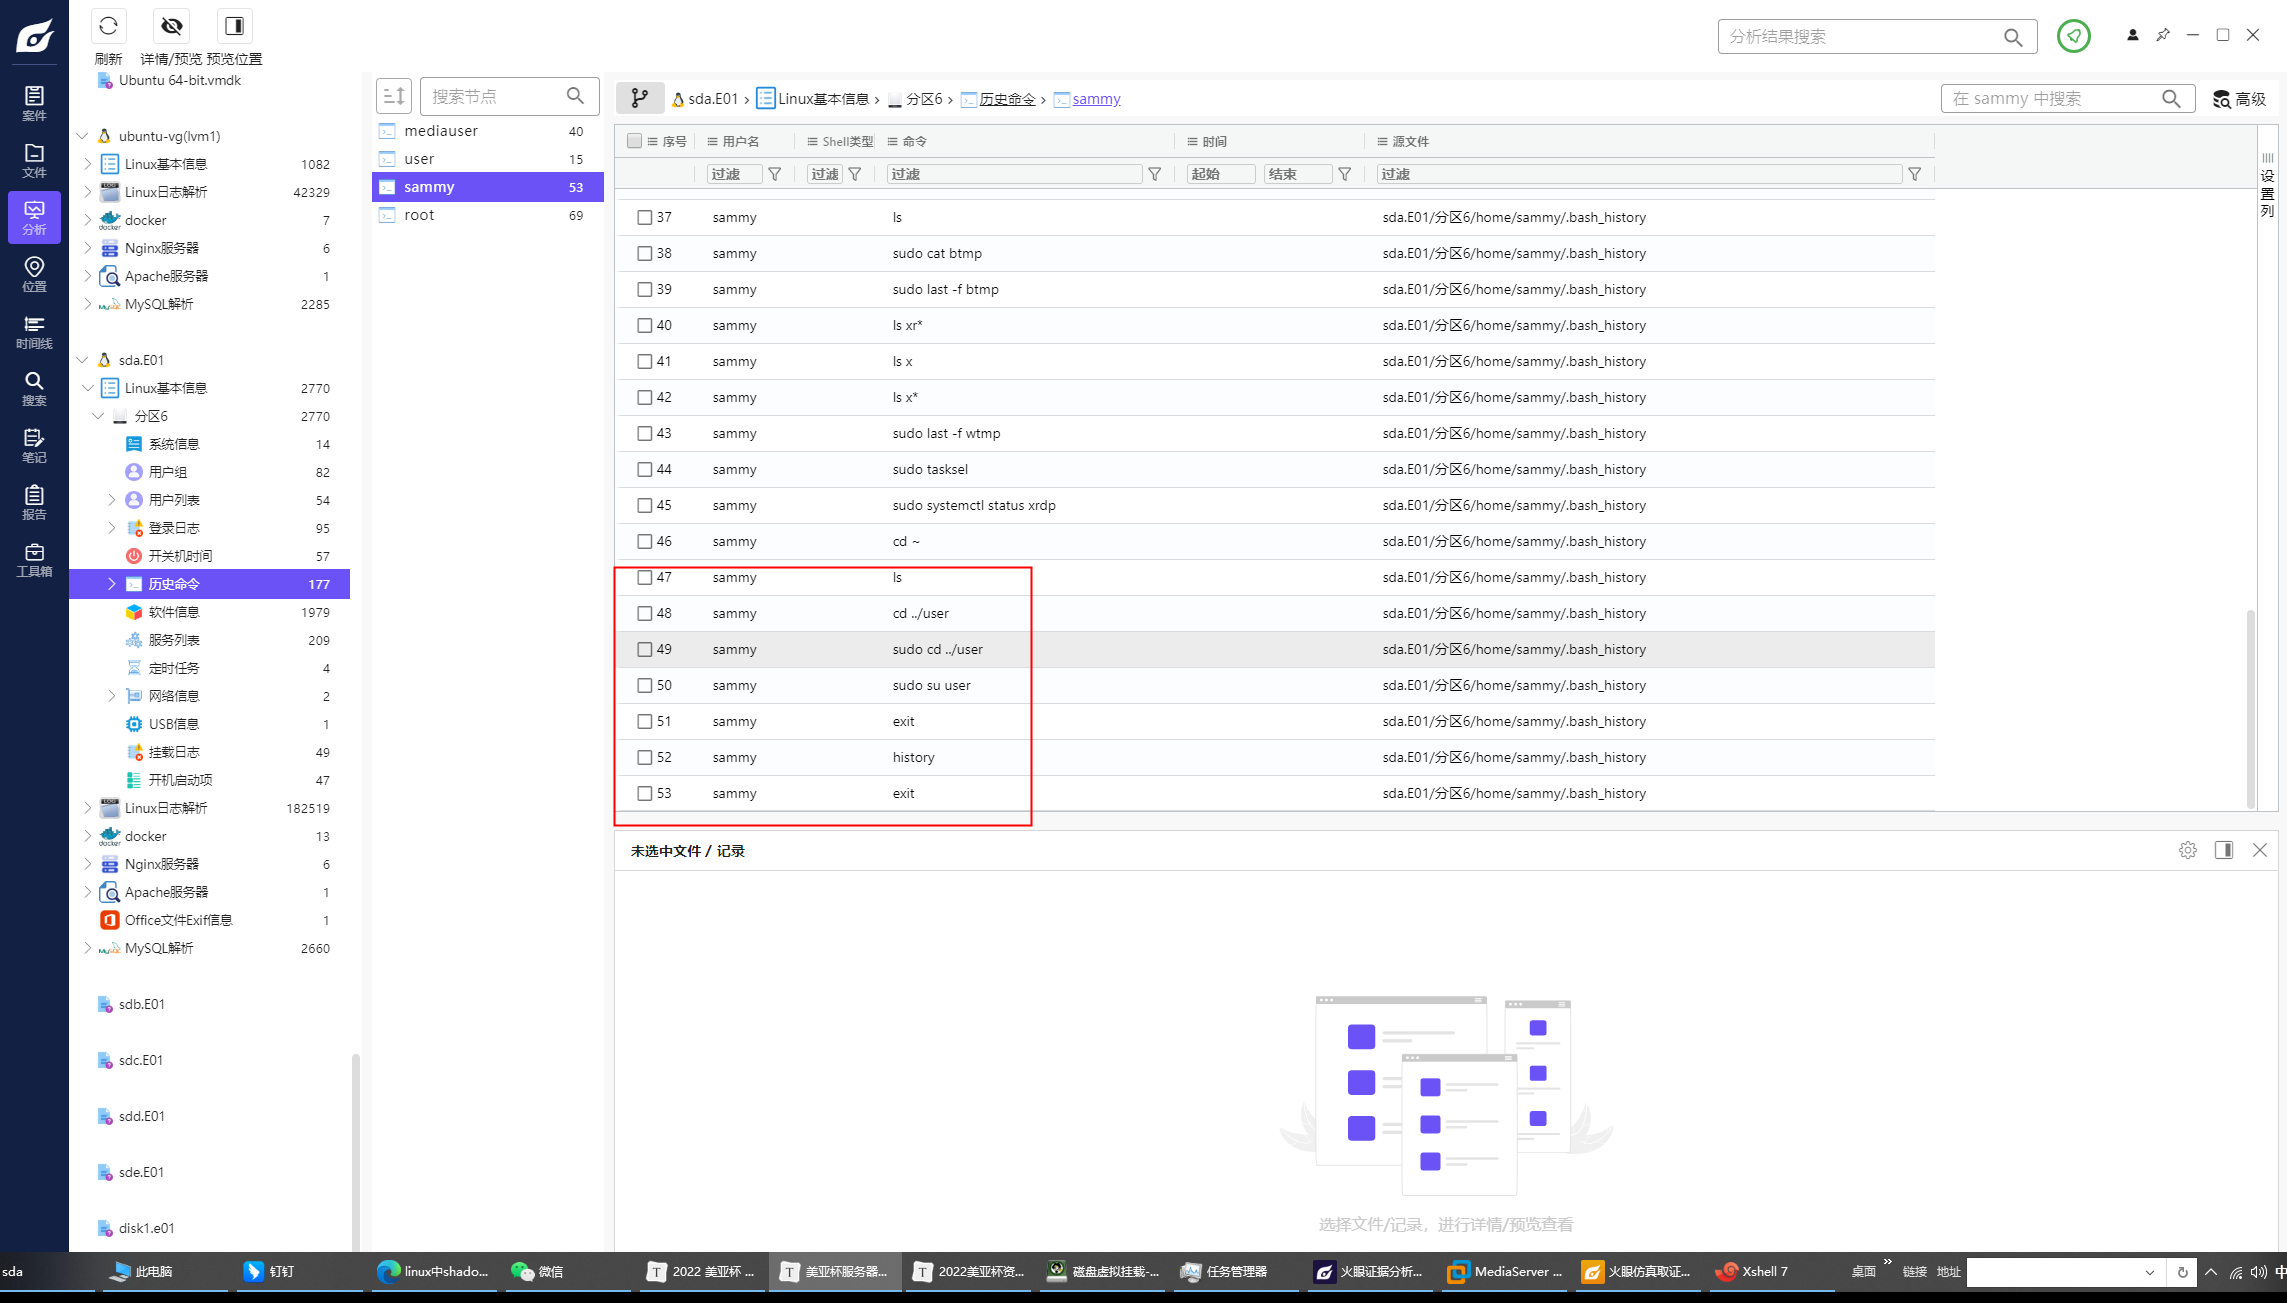 刷新 详情/预览 预览位置
分析结果搜索
案件
文件
分析
位置
时间线
搜索
笔记
报告
工具箱
Ubuntu 64-bit.vmdk
ubuntu-vg(lvm1)
Linux基本信息 1082
Linux日志解析 42329
docker 7
Nginx服务器 6
Apache服务器 1
MySQL解析 2285
sda.E01
Linux基本信息 2770
分区6 2770
系统信息 14
用户组 82
用户列表 54
登录日志 95
开关机时间 57
历史命令 177
软件信息 1979
服务列表 209
定时任务 4
网络信息 2
USB信息 1
挂载日志 49
开机启动项 47
Linux日志解析 182519
docker 13
Nginx服务器 6
Apache服务器 1
Office文件Exif信息 1
MySQL解析 2660
sdb.E01
sdc.E01
sdd.E01
sde.E01
disk1.e01
搜索节点
mediauser 40
user 15
sammy 53
root 69
sda.E01 › Linux基本信息 › 分区6 › 历史命令 › sammy
在 sammy 中搜索 高级
序号 用户名 Shell类型 命令 时间 源文件
过滤 过滤 过滤 起始 结束 过滤
设置列
37 sammy ls sda.E01/分区6/home/sammy/.bash_history
38 sammy sudo cat btmp sda.E01/分区6/home/sammy/.bash_history
39 sammy sudo last -f btmp sda.E01/分区6/home/sammy/.bash_history
40 sammy ls xr* sda.E01/分区6/home/sammy/.bash_history
41 sammy ls x sda.E01/分区6/home/sammy/.bash_history
42 sammy ls x* sda.E01/分区6/home/sammy/.bash_history
43 sammy sudo last -f wtmp sda.E01/分区6/home/sammy/.bash_history
44 sammy sudo tasksel sda.E01/分区6/home/sammy/.bash_history
45 sammy sudo systemctl status xrdp sda.E01/分区6/home/sammy/.bash_history
46 sammy cd ~ sda.E01/分区6/home/sammy/.bash_history
47 sammy ls sda.E01/分区6/home/sammy/.bash_history
48 sammy cd ../user sda.E01/分区6/home/sammy/.bash_history
49 sammy sudo cd ../user sda.E01/分区6/home/sammy/.bash_history
50 sammy sudo su user sda.E01/分区6/home/sammy/.bash_history
51 sammy exit sda.E01/分区6/home/sammy/.bash_history
52 sammy history sda.E01/分区6/home/sammy/.bash_history
53 sammy exit sda.E01/分区6/home/sammy/.bash_history
未选中文件 / 记录
选择文件/记录，进行详情/预览查看
sda 此电脑 钉钉 linux中shado... 微信 2022 美亚杯 ... 美亚杯服务器... 2022美亚杯资... 磁盘虚拟挂载-... 任务管理器 火眼证据分析... MediaServer ... 火眼仿真取证... Xshell 7 桌面 » 链接 地址 中